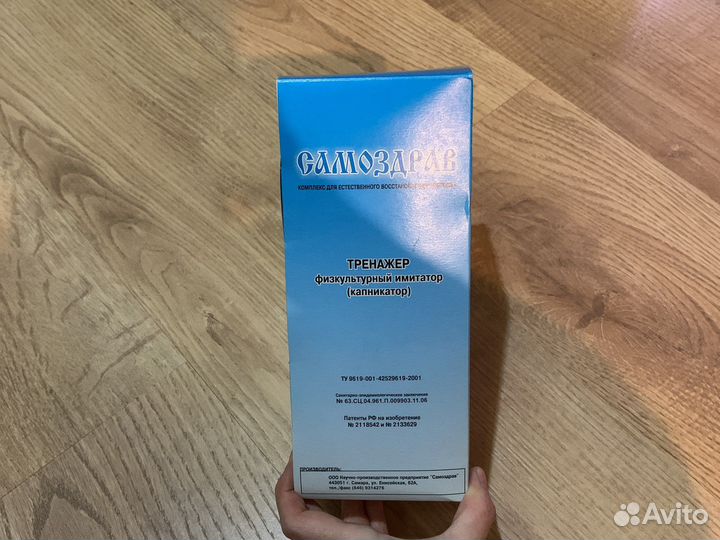 САМОЗДРАВ
КОМПЛЕКС ДЛЯ ЕСТЕСТВЕННОГО
ТРЕНАЖЕР
физкультурный имитатор
(капникатор)
ТУ 9619-001-42529619-2001
Санитарно-эпидемиологическое заключение
№ 63.СЦ.04.961.П.009903.11.06
Патенты РФ на изобретение
№ 2118542 и № 2133629
ПРОИЗВОДИТЕЛЬ:
ООО Научно-производственное предприятие "Самоздрав"
443051 г. Самара, ул. Енисейская, 62А,
тел./факс (846) 9314276
Avito